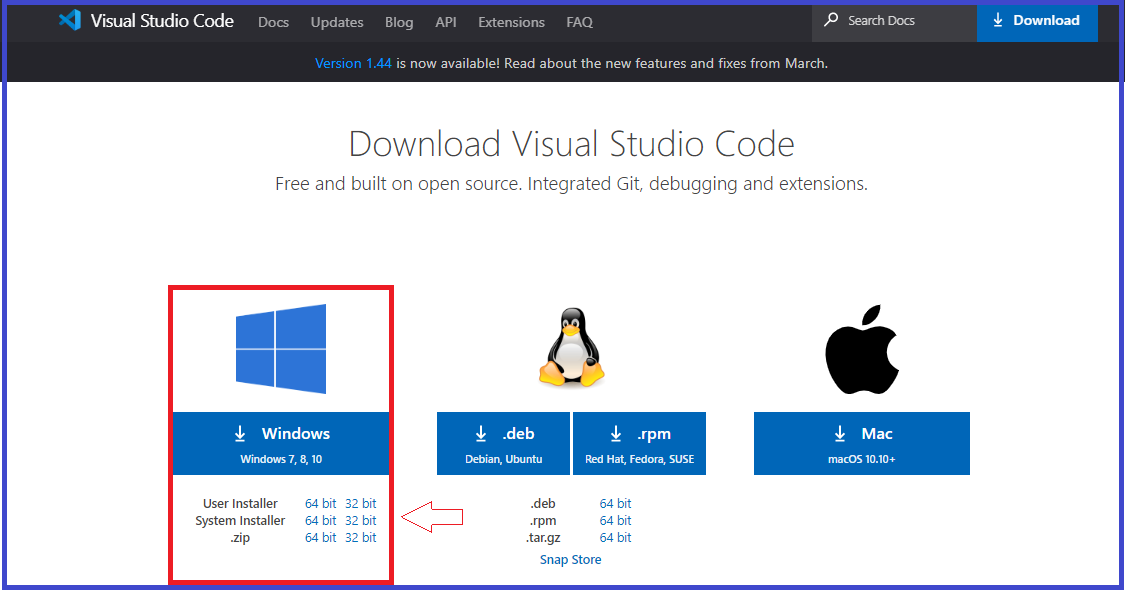 Visual Studio Code Docs Updates Blog API Extensions FAQ Search Docs Download
Version 1.44 is now available! Read about the new features and fixes from March.
Download Visual Studio Code
Free and built on open source. Integrated Git, debugging and extensions.
Windows
Windows 7, 8, 10
User Installer 64 bit 32 bit
System Installer 64 bit 32 bit
.zip 64 bit 32 bit
.deb
Debian, Ubuntu
.rpm
Red Hat, Fedora, SUSE
.deb 64 bit
.rpm 64 bit
.tar.gz 64 bit
Snap Store
Mac
macOS 10.10+